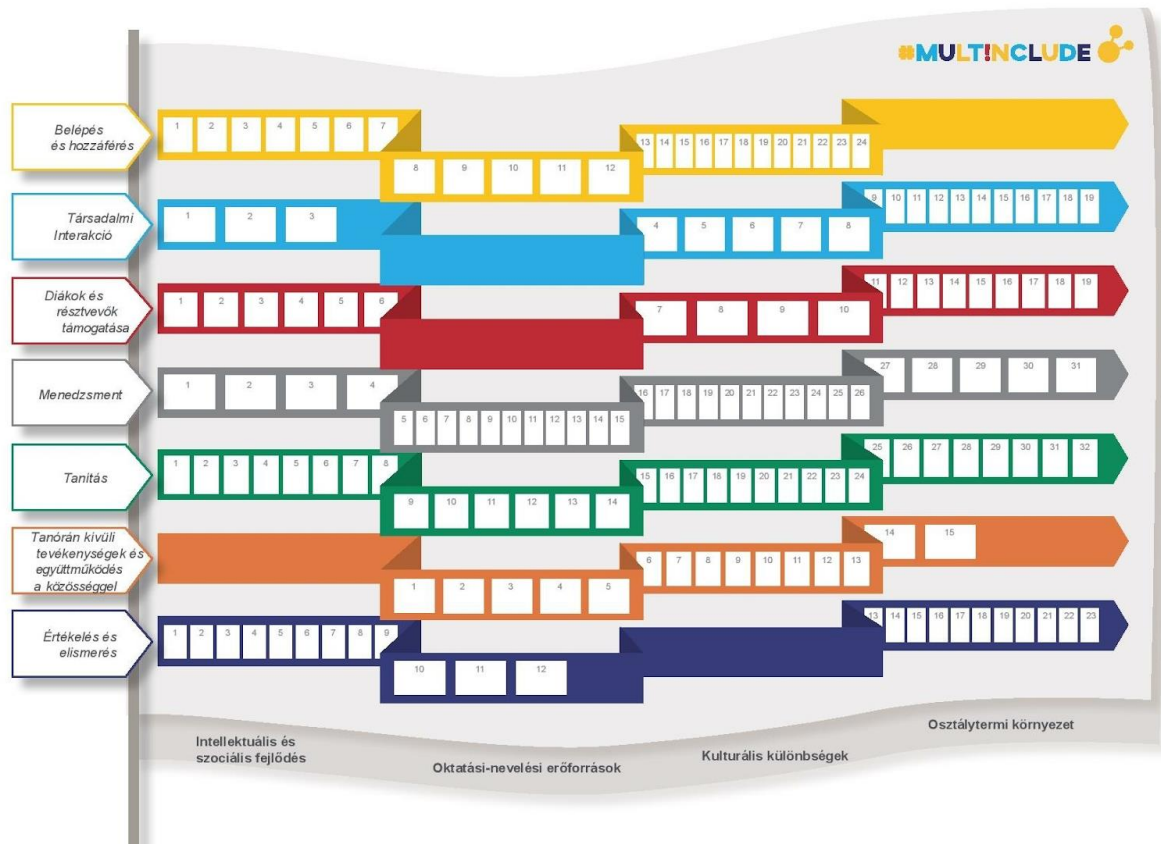 #MULT!NCLUDE
Belépés
és hozzáférés
1 2 3 4 5 6 7
8 9 10 11 12
13 14 15 16 17 18 19 20 21 22 23 24
Társadalmi
Interakció
1 2 3
4 5 6 7 8
9 10 11 12 13 14 15 16 17 18 19
Diákok és
résztvevők
támogatása
1 2 3 4 5 6
7 8 9 10
11 12 13 14 15 16 17 18 19
Menedzsment
1 2 3 4
5 6 7 8 9 10 11 12 13 14 15
16 17 18 19 20 21 22 23 24 25 26
27 28 29 30 31
Tanitás
1 2 3 4 5 6 7 8
9 10 11 12 13 14
15 16 17 18 19 20 21 22 23 24
25 26 27 28 29 30 31 32
Tanórán kivüli
tevékenységek és
együttműködés
a közösséggel
1 2 3 4 5
6 7 8 9 10 11 12 13
14 15
Értékelés és
elismerés
1 2 3 4 5 6 7 8 9
10 11 12
13 14 15 16 17 18 19 20 21 22 23
Intellektuális és
szociális fejlődés
Oktatási-nevelési erőforrások
Kulturális különbségek
Osztálytermi környezet